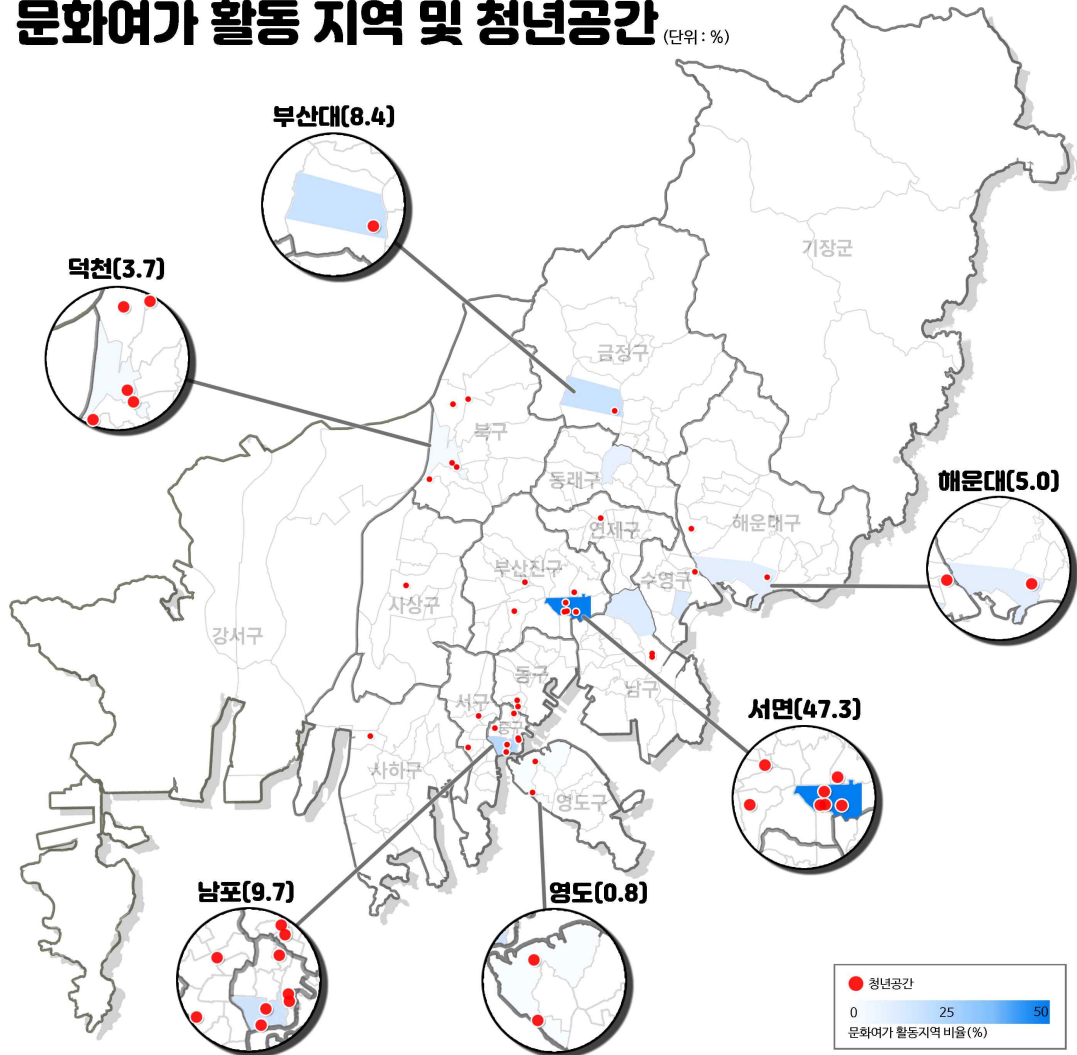 문화여가 활동 지역 및 청년공간 (단위 : %)
부산대(8.4)
덕천(3.7)
기장군
금정구
북구
동래구
해운대(5.0)
연제구
해운대구
부산진구
수영구
사상구
강서구
동구
서구
남구
중구
서면(47.3)
사하구
영도구
남포(9.7)
영도(0.8)
청년공간
0 25 50
문화여가 활동지역 비율(%)